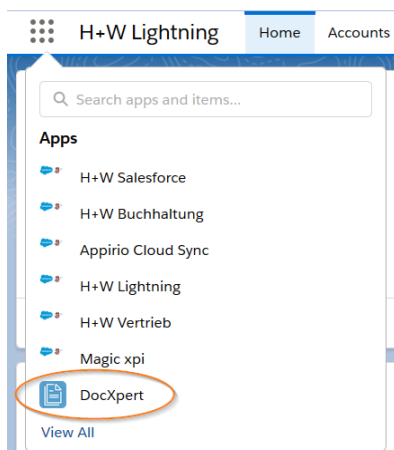 H+W Lightning Home Accounts
Search apps and items...
Apps
H+W Salesforce
H+W Buchhaltung
Appirio Cloud Sync
H+W Lightning
H+W Vertrieb
Magic xpi
DocXpert
View All